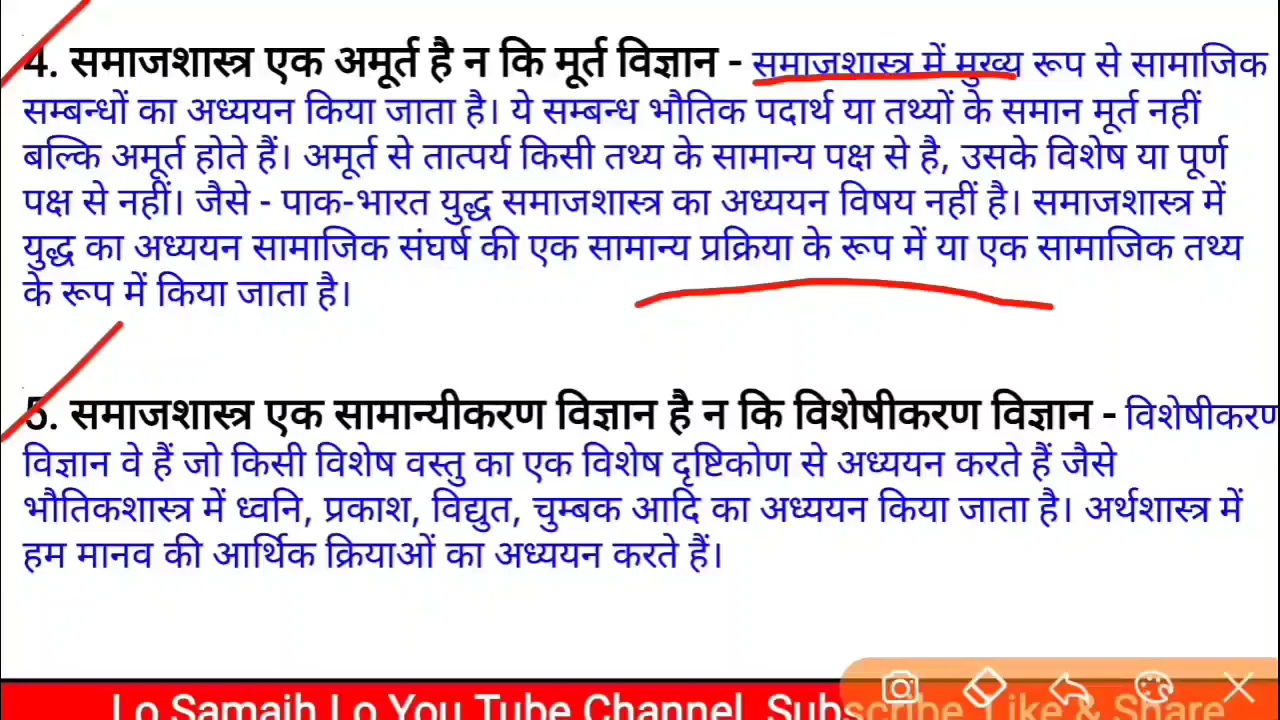 4. समाजशास्त्र एक अमूर्त है न कि मूर्त विज्ञान - समाजशास्त्र में मुख्य रूप से सामाजिक
सम्बन्धों का अध्ययन किया जाता है। ये सम्बन्ध भौतिक पदार्थ या तथ्यों के समान मूर्त नहीं
बल्कि अमूर्त होते हैं। अमूर्त से तात्पर्य किसी तथ्य के सामान्य पक्ष से है, उसके विशेष या पूर्ण
पक्ष से नहीं। जैसे - पाक-भारत युद्ध समाजशास्त्र का अध्ययन विषय नहीं है। समाजशास्त्र में
युद्ध का अध्ययन सामाजिक संघर्ष की एक सामान्य प्रक्रिया के रूप में या एक सामाजिक तथ्य
के रूप में किया जाता है।
5. समाजशास्त्र एक सामान्यीकरण विज्ञान है न कि विशेषीकरण विज्ञान - विशेषीकरण
विज्ञान वे हैं जो किसी विशेष वस्तु का एक विशेष दृष्टिकोण से अध्ययन करते हैं जैसे
भौतिकशास्त्र में ध्वनि, प्रकाश, विद्युत, चुम्बक आदि का अध्ययन किया जाता है। अर्थशास्त्र में
हम मानव की आर्थिक क्रियाओं का अध्ययन करते हैं।
Lo Samajh Lo You Tube Channel, Subscribe, Like & Share